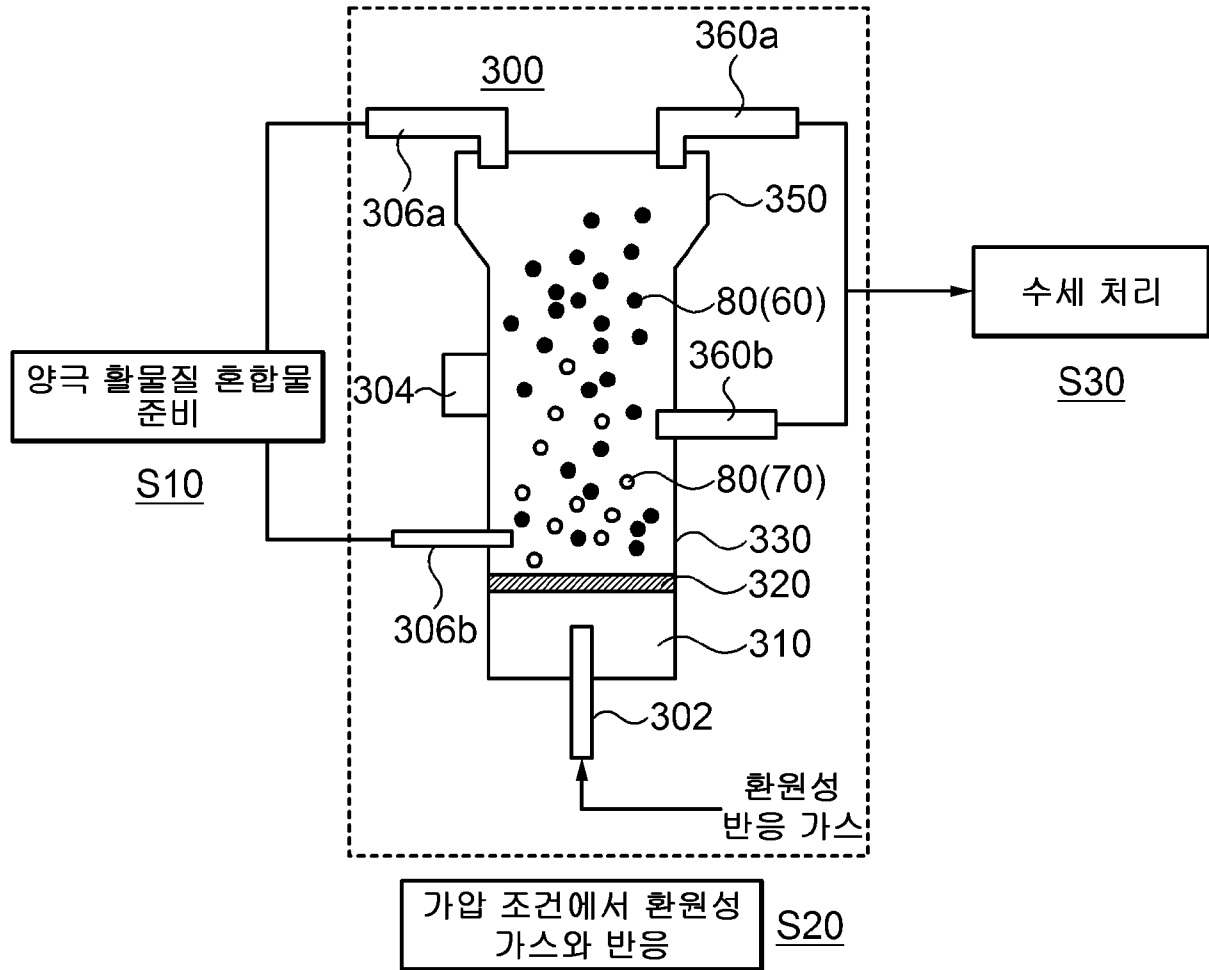 360a
300
306a
350
80(60)
수세 처리
360b
S30
양극 활물질 혼합물
준비
304
S10
80(70)
330
320
306b
310
302
환원성
반응 가스
가압 조건에서 환원성
가스와 반응
S20